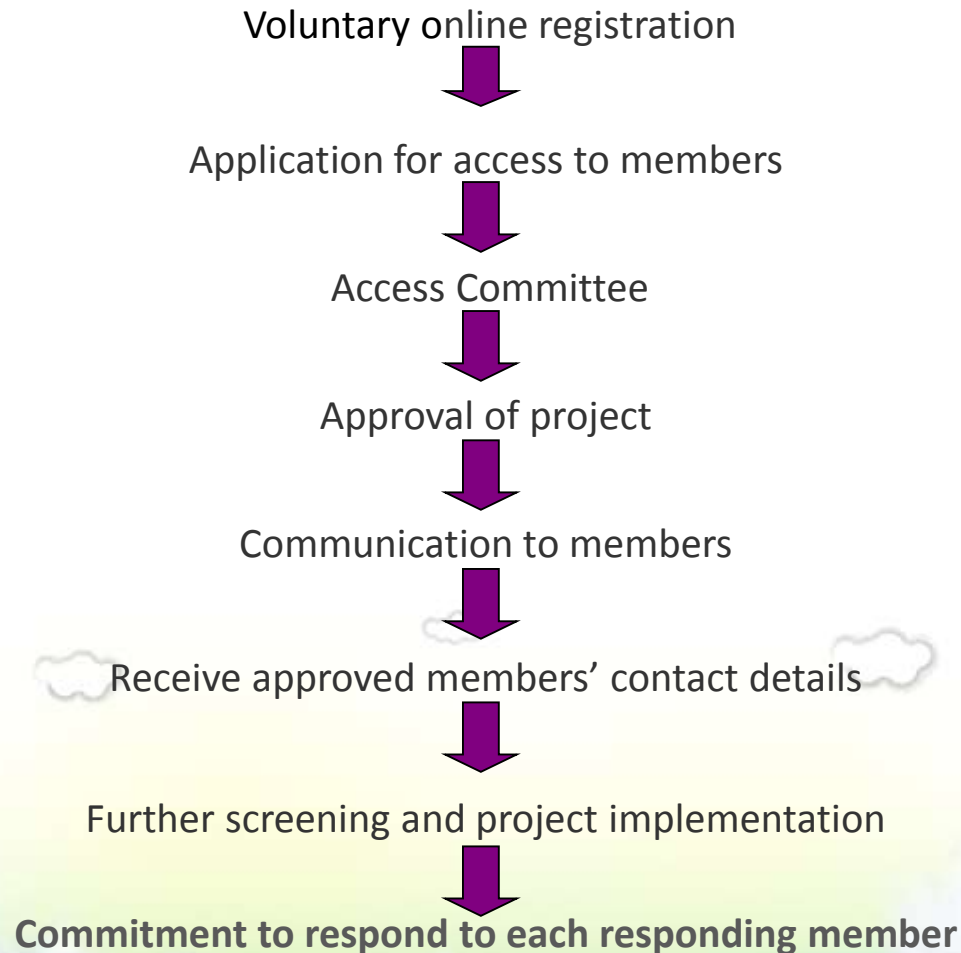 Voluntary online registration
Application for access to members
Access Committee
Approval of project
Communication to members
Receive approved members’ contact details
Further screening and project implementation
Commitment to respond to each responding member